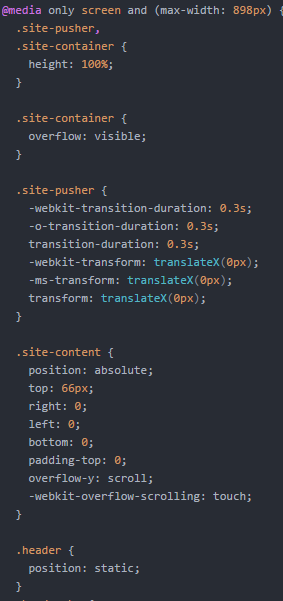 @media only screen and (max-width: 898px) {
.site-pusher,
.site-container {
height: 100%;
}
.site-container {
overflow: visible;
}
.site-pusher {
-webkit-transition-duration: 0.3s;
-o-transition-duration: 0.3s;
transition-duration: 0.3s;
-webkit-transform: translateX(0px);
-ms-transform: translateX(0px);
transform: translateX(0px);
}
.site-content {
position: absolute;
top: 66px;
right: 0;
left: 0;
bottom: 0;
padding-top: 0;
overflow-y: scroll;
-webkit-overflow-scrolling: touch;
}
.header {
position: static;
}